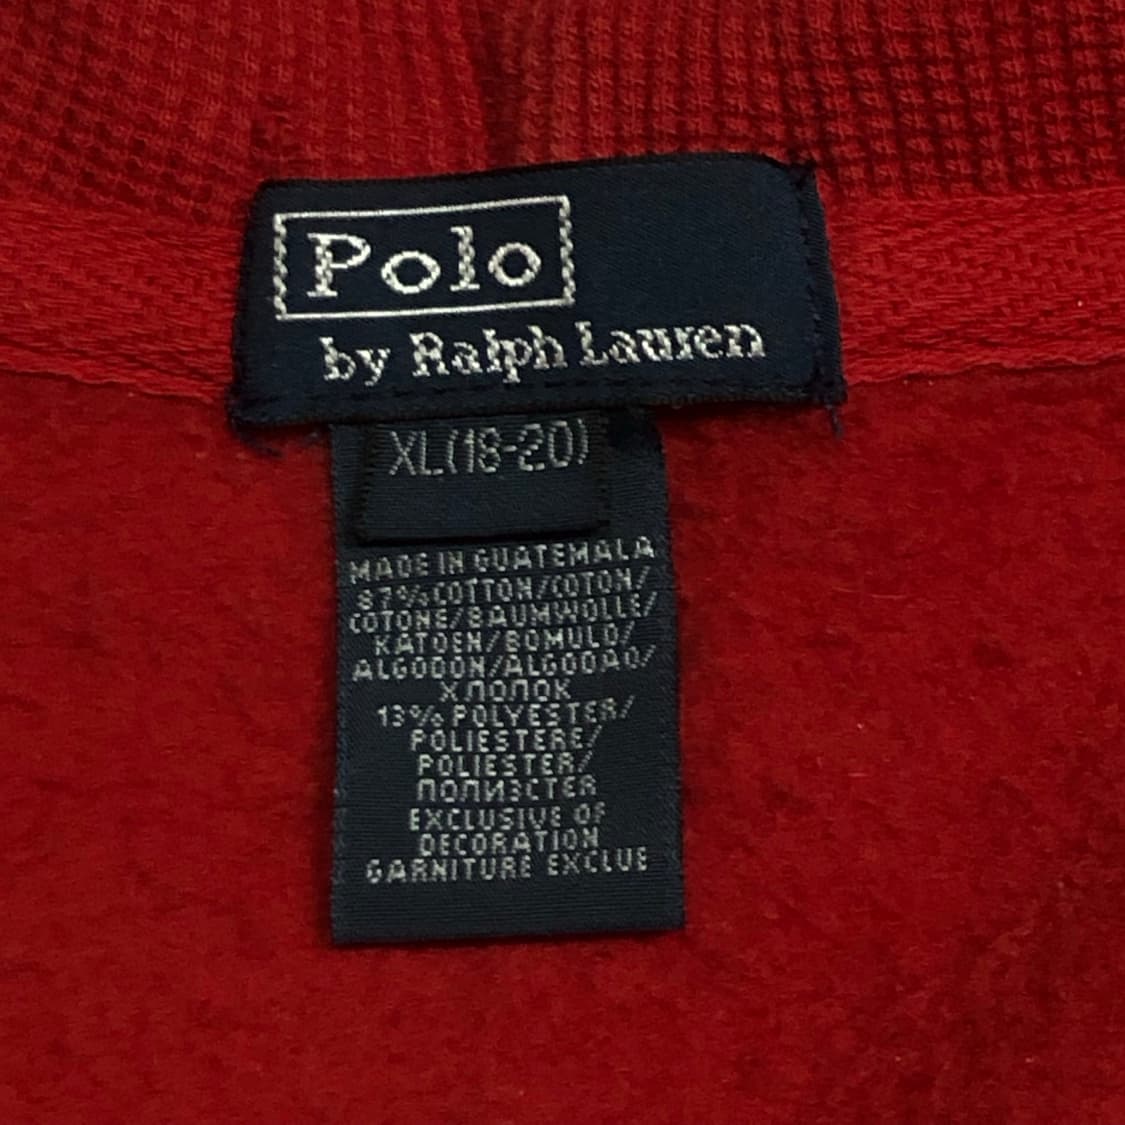 Polo
by Ralph Lauren
XL(18-20)
MADE IN GUATEMALA
87% COTTON/COTON/
COTONE/BAUMWOLLE/
KATOEN/BOMULD/
ALGODON/ALGODAO/
ХЛОПОК
13% POLYESTER/
POLIESTERE/
POLIESTER/
ПОЛИЭСТЕР
EXCLUSIVE OF
DECORATION
GARNITURE EXCLUE